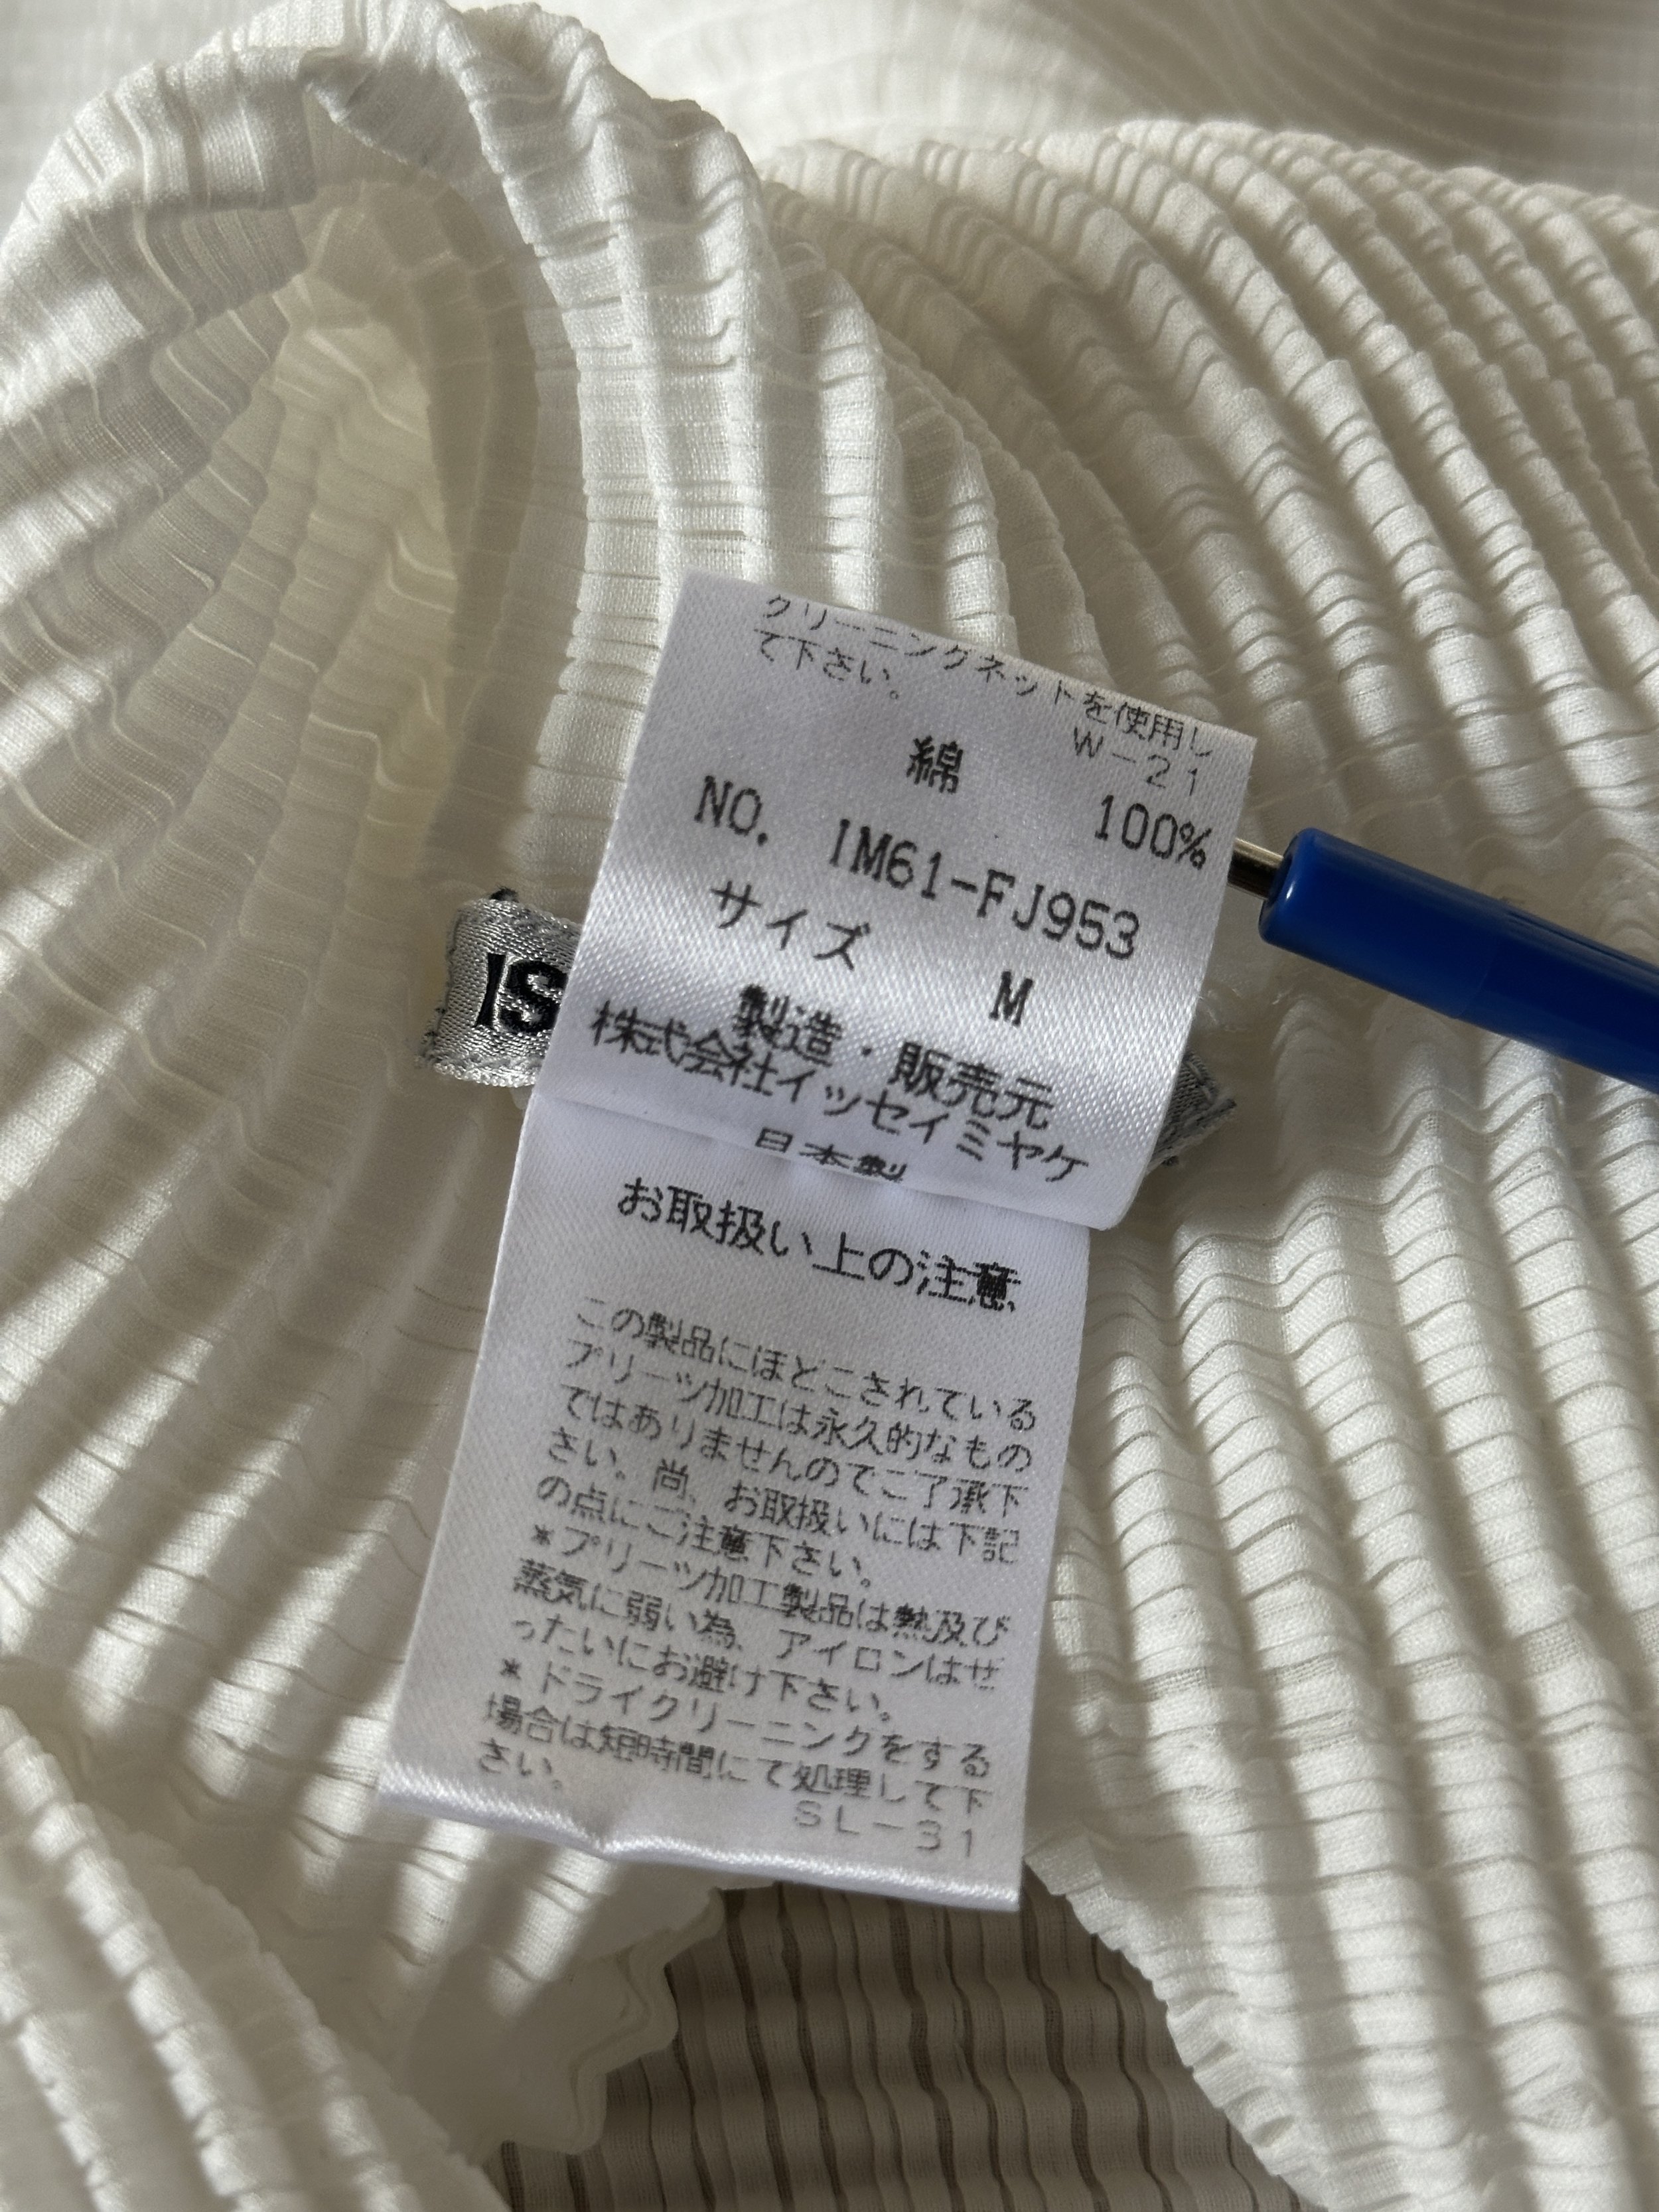 クリーニングネットを使用し
て下さい。
W-21
綿 100%
NO. IM61-FJ953
サイズ M
製造・販売元
株式会社イッセイミヤケ
日本製
IS
お取扱い上の注意
この製品にほどこされている
プリーツ加工は永久的なもの
ではありませんのでご了承下
さい。尚、お取扱いには下記
の点にご注意下さい。
*プリーツ加工製品は熱及び
蒸気に弱い為、アイロンはぜ
ったいにお避け下さい。
*ドライクリーニングをする
場合は短時間にて処理して下
さい。
SL-31